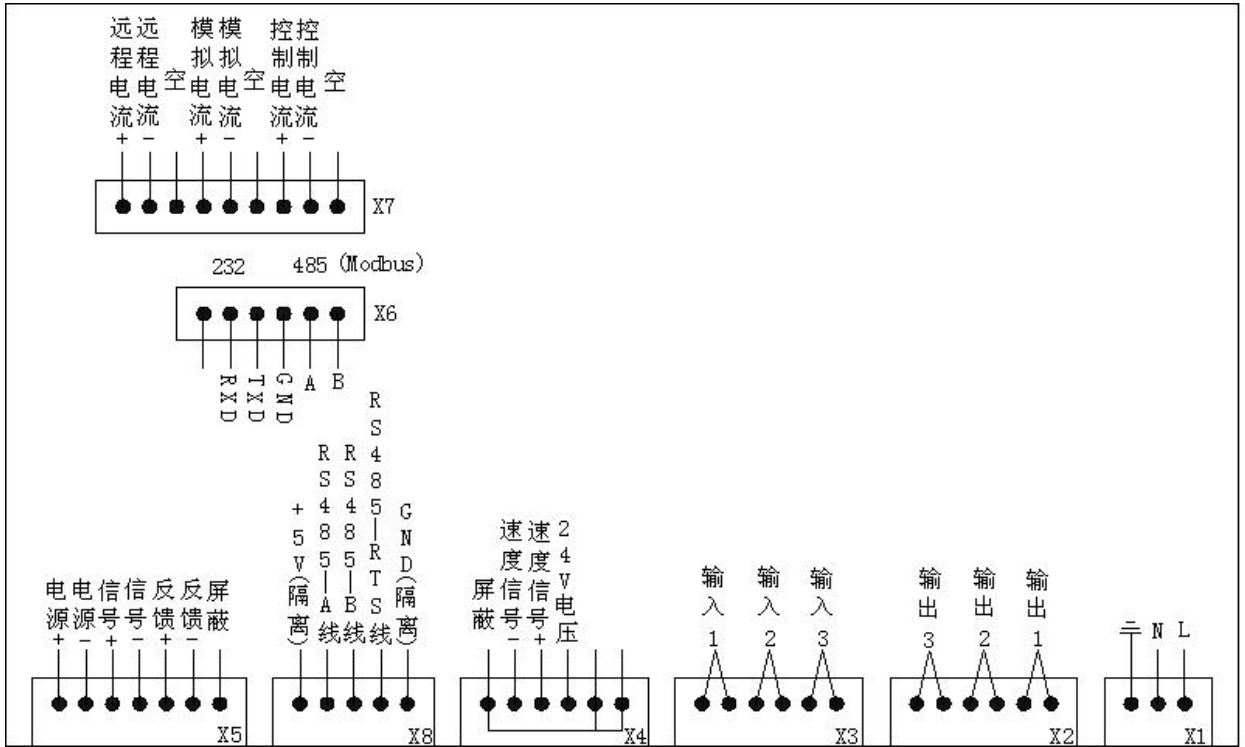 远程电流+
远程电流-
空
模拟电流+
模拟电流-
空
控制电流+
控制电流-
空
X7
232
485 (Modbus)
X6
RXD
TXD
GND
A
B
电源+
电源-
信号+
信号-
反馈+
反馈-
屏蔽
X5
+5V(隔离)
RS485—A线
RS485—B线
RS485—RTS线
GND(隔离)
X8
屏蔽
速度信号-
速度信号+
24V电压
X4
输入1
输入2
输入3
X3
输出3
输出2
输出1
X2
N
L
X1